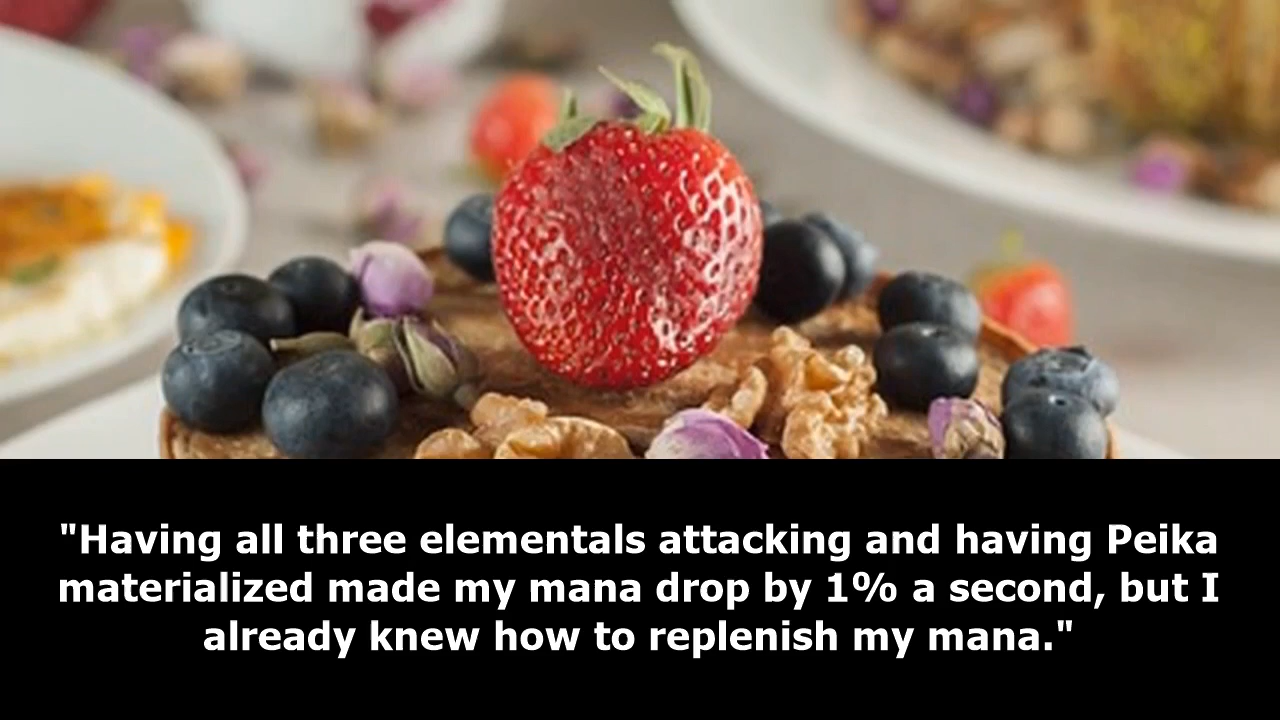 "Having all three elementals attacking and having Peika
materialized made my mana drop by 1% a second, but I
already knew how to replenish my mana."